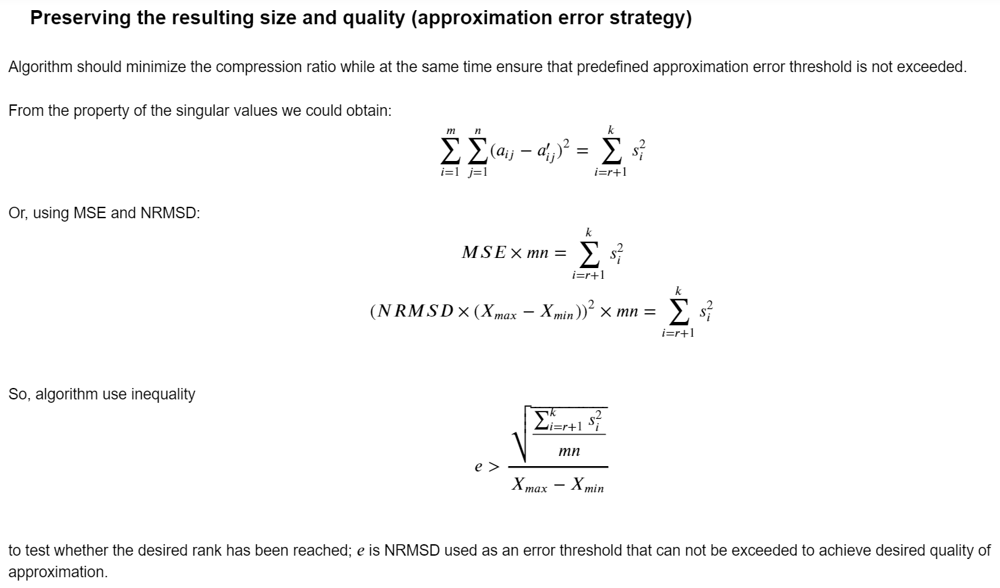 Preserving the resulting size and quality (approximation error strategy)
Algorithm should minimize the compression ratio while at the same time ensure that predefined approximation error threshold is not exceeded.
From the property of the singular values we could obtain:
\sum_{i=1}^{m} \sum_{j=1}^{n} (a_{ij} - a'_{ij})^2 = \sum_{i=r+1}^{k} s_i^2
Or, using MSE and NRMSD:
MSE × mn = \sum_{i=r+1}^{k} s_i^2
(NRMSD × (X_{max} - X_{min}))^2 × mn = \sum_{i=r+1}^{k} s_i^2
So, algorithm use inequality
e > \frac{\sqrt{\frac{\sum_{i=r+1}^{k} s_i^2}{mn}}}{X_{max} - X_{min}}
to test whether the desired rank has been reached; e is NRMSD used as an error threshold that can not be exceeded to achieve desired quality of
approximation.